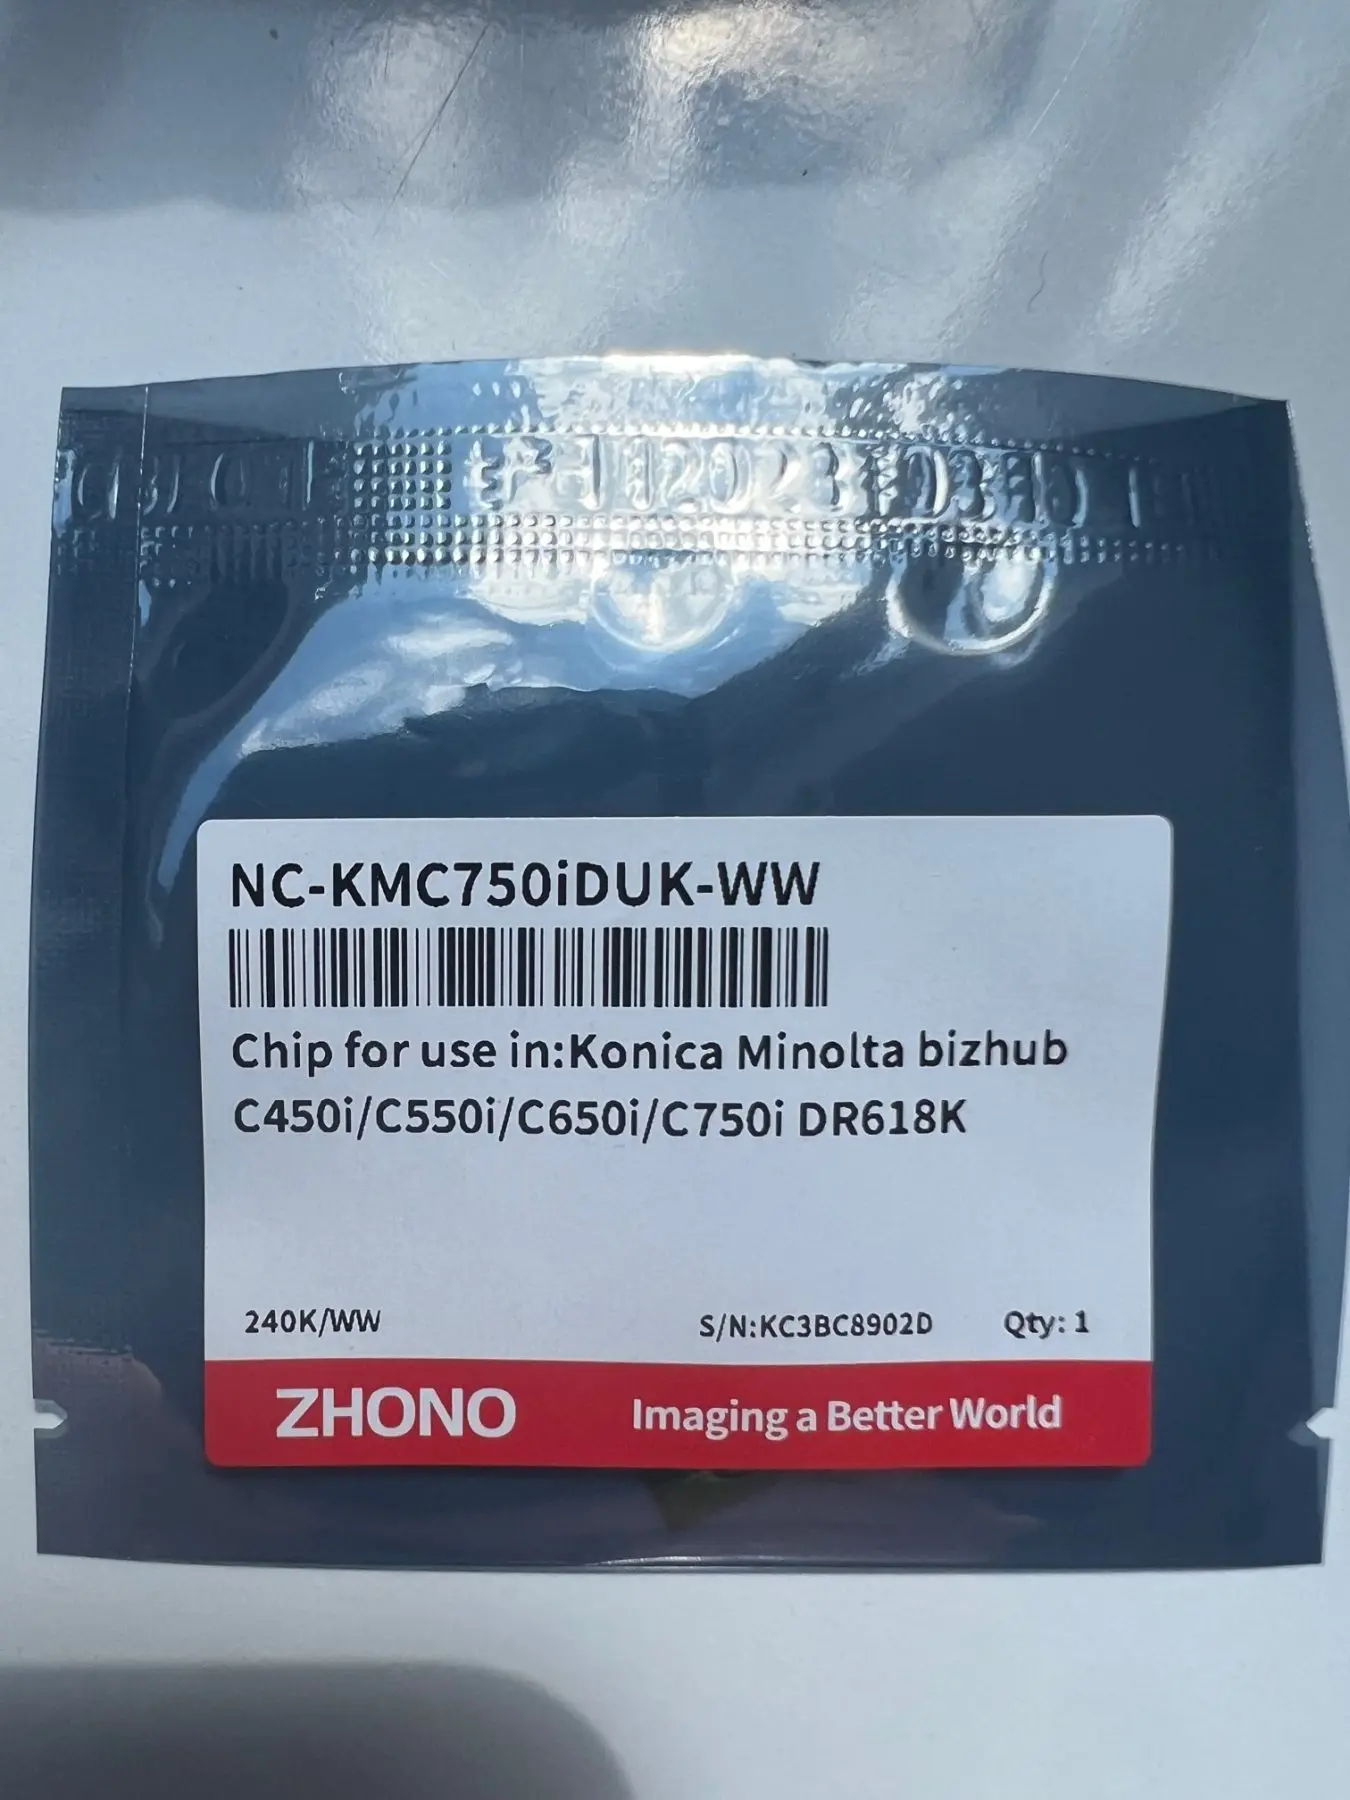 NC-KMC750iDUK-WW
Chip for use in:Konica Minolta bizhub
C450i/C550i/C650i/C750i DR618K
240K/WW
S/N:KC3BC8902D
Qty: 1
ZHONO
Imaging a Better World